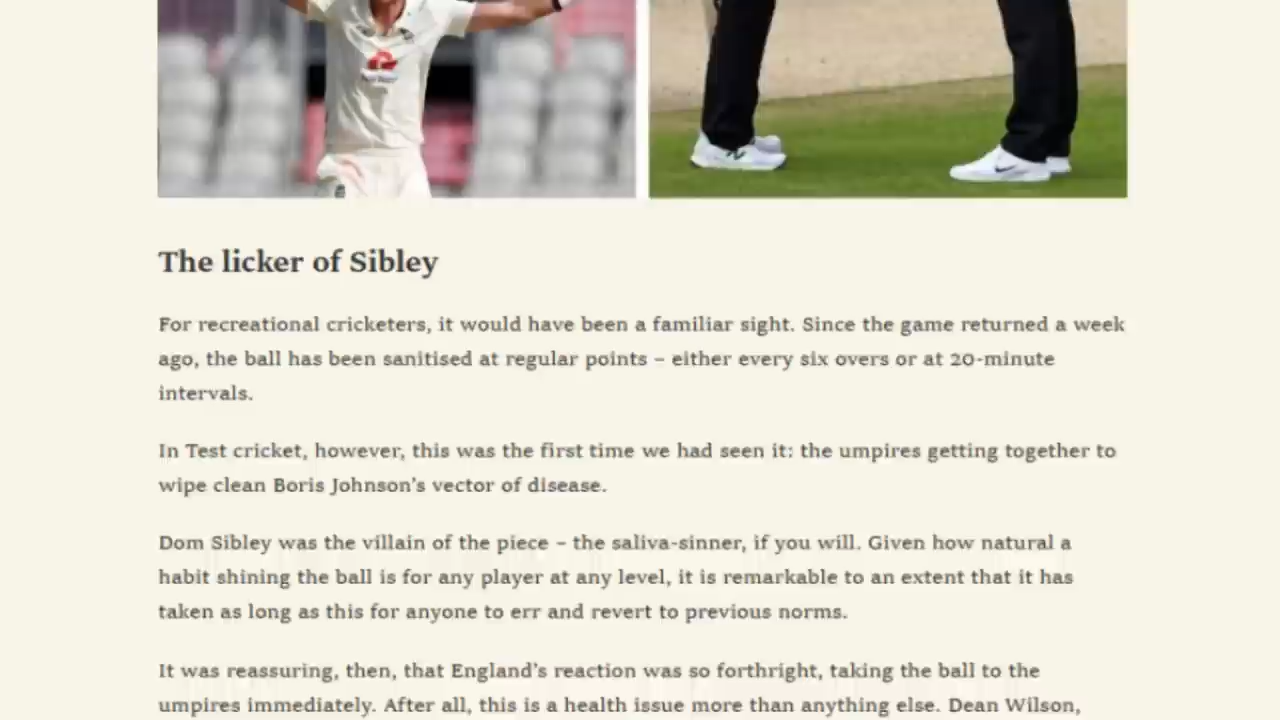 The licker of Sibley
For recreational cricketers, it would have been a familiar sight. Since the game returned a week
ago, the ball has been sanitised at regular points – either every six overs or at 20-minute
intervals.
In Test cricket, however, this was the first time we had seen it: the umpires getting together to
wipe clean Boris Johnson's vector of disease.
Dom Sibley was the villain of the piece – the saliva-sinner, if you will. Given how natural a
habit shining the ball is for any player at any level, it is remarkable to an extent that it has
taken as long as this for anyone to err and revert to previous norms.
It was reassuring, then, that England's reaction was so forthright, taking the ball to the
umpires immediately. After all, this is a health issue more than anything else. Dean Wilson,